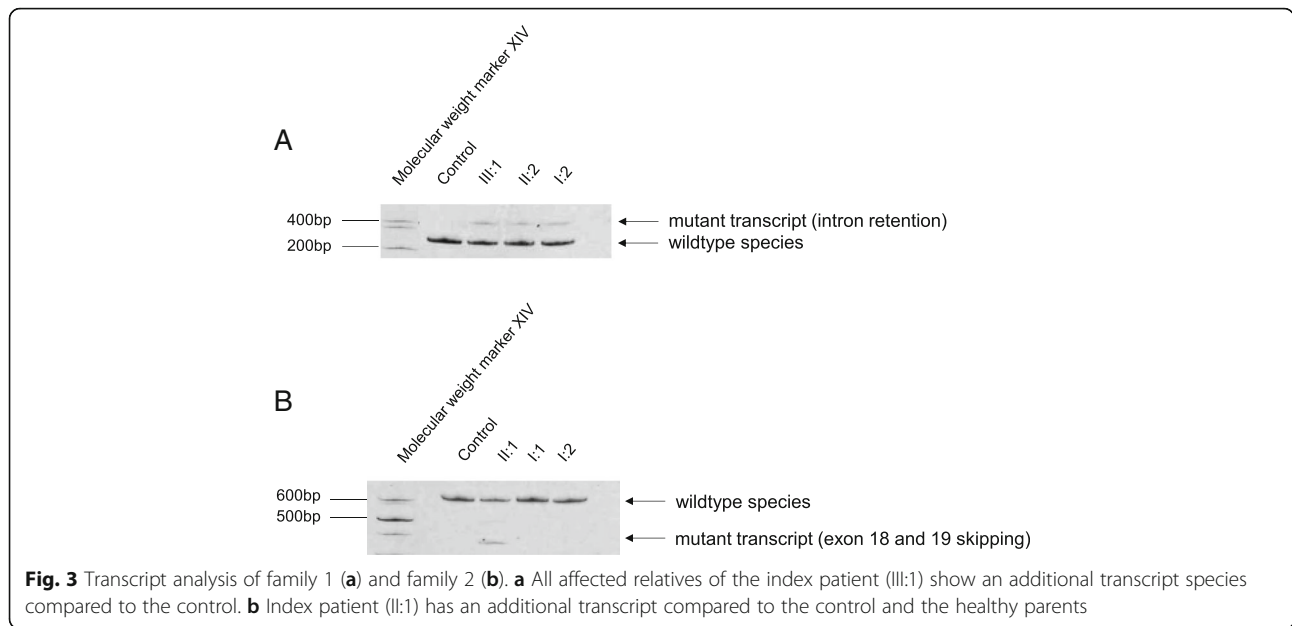 A
Molecular weight marker XIV
Control
III:1
II:2
I:2
400bp
200bp
mutant transcript (intron retention)
wildtype species
B
Molecular weight marker XIV
Control
II:1
I:1
I:2
600bp
500bp
wildtype species
mutant transcript (exon 18 and 19 skipping)
Fig. 3 Transcript analysis of family 1 (a) and family 2 (b). a All affected relatives of the index patient (III:1) show an additional transcript species
compared to the control. b Index patient (II:1) has an additional transcript compared to the control and the healthy parents